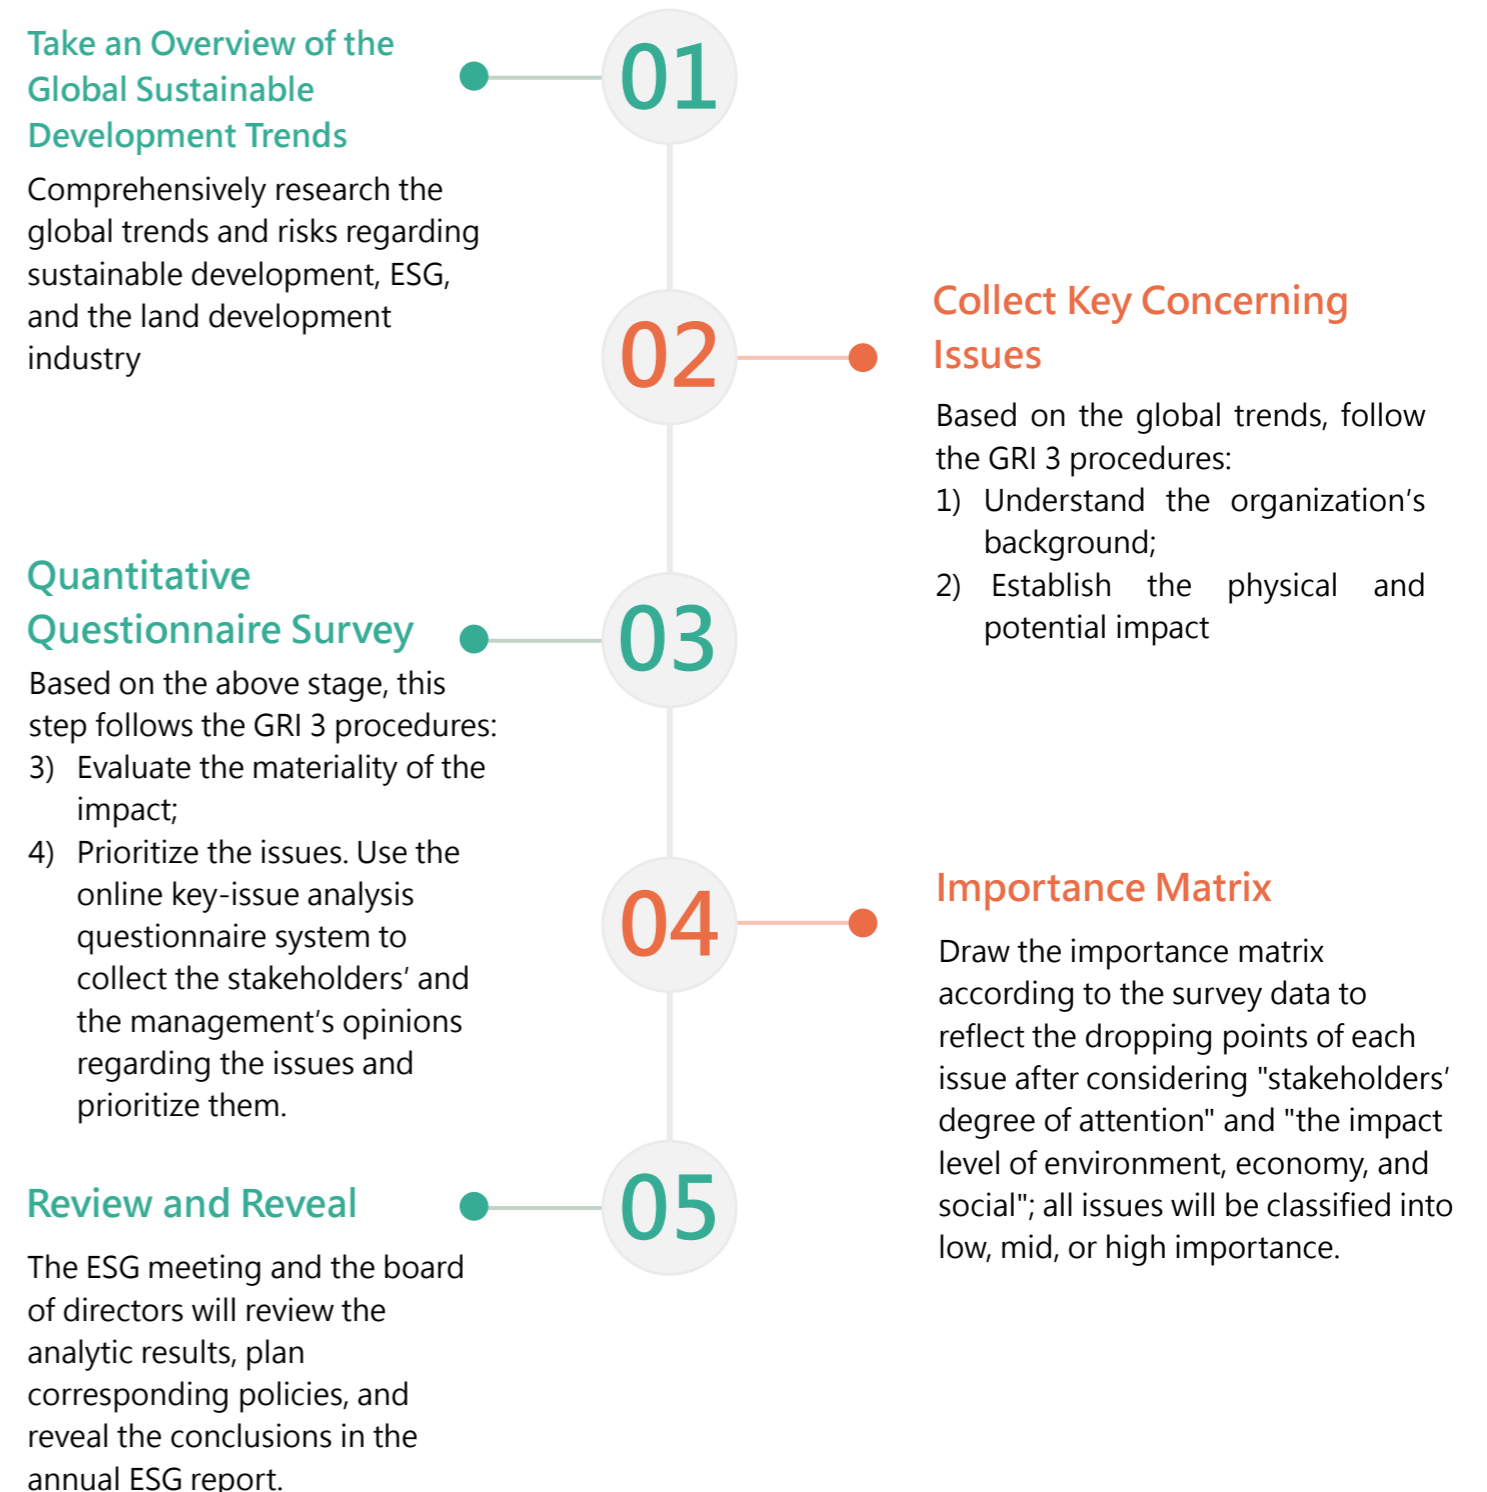 01
Take an Overview of the
Global Sustainable
Development Trends
Comprehensively research the
global trends and risks regarding
sustainable development, ESG,
and the land development
industry
02
Collect Key Concerning
Issues
Based on the global trends, follow
the GRI 3 procedures:
1) Understand the organization's
background;
2) Establish the physical and
potential impact
03
Quantitative
Questionnaire Survey
Based on the above stage, this
step follows the GRI 3 procedures:
3) Evaluate the materiality of the
impact;
4) Prioritize the issues. Use the
online key-issue analysis
questionnaire system to
collect the stakeholders' and
the management's opinions
regarding the issues and
prioritize them.
04
Importance Matrix
Draw the importance matrix
according to the survey data to
reflect the dropping points of each
issue after considering "stakeholders'
degree of attention" and "the impact
level of environment, economy, and
social"; all issues will be classified into
low, mid, or high importance.
05
Review and Reveal
The ESG meeting and the board
of directors will review the
analytic results, plan
corresponding policies, and
reveal the conclusions in the
annual ESG report.